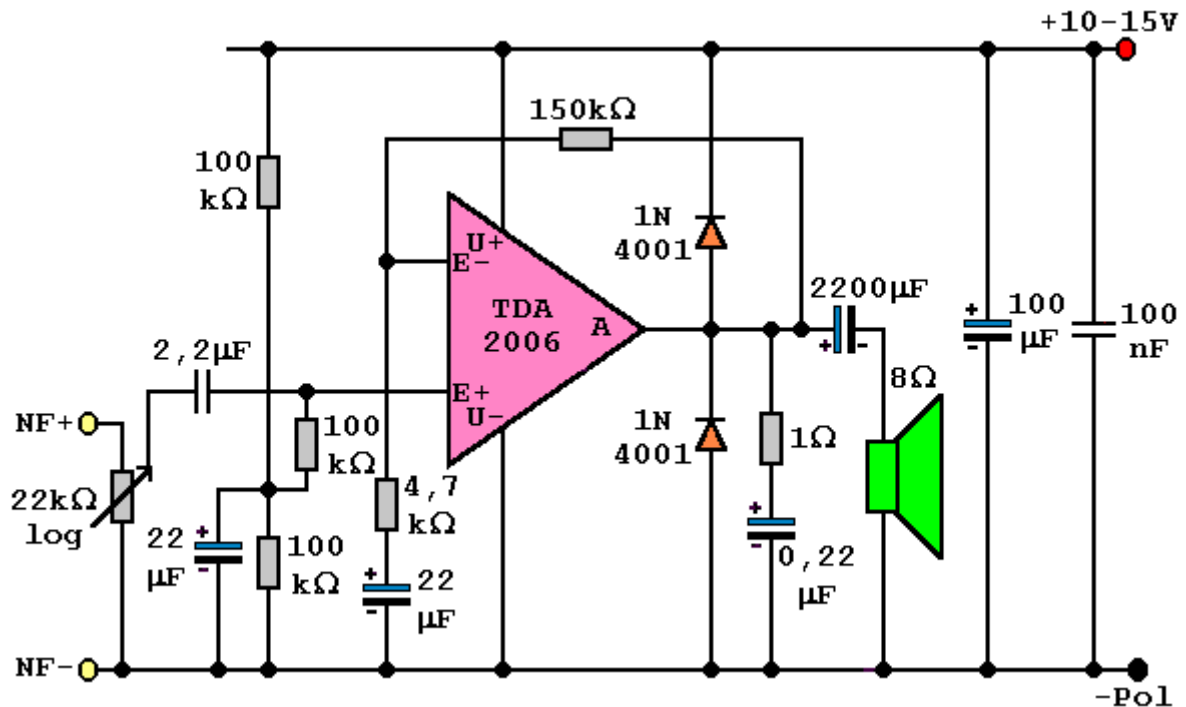 +10-15V
150kΩ
100
kΩ
1N
4001
U+
E-
TDA
2006
A
2200µF
100
µF
100
nF
2,2µF
8Ω
E+
U-
NF+
100
kΩ
1N
4001
1Ω
22kΩ
log
4,7
kΩ
22
µF
100
kΩ
22
µF
0,22
µF
NF-
-Pol
+
-
+
-
+
-
+
-
+
-